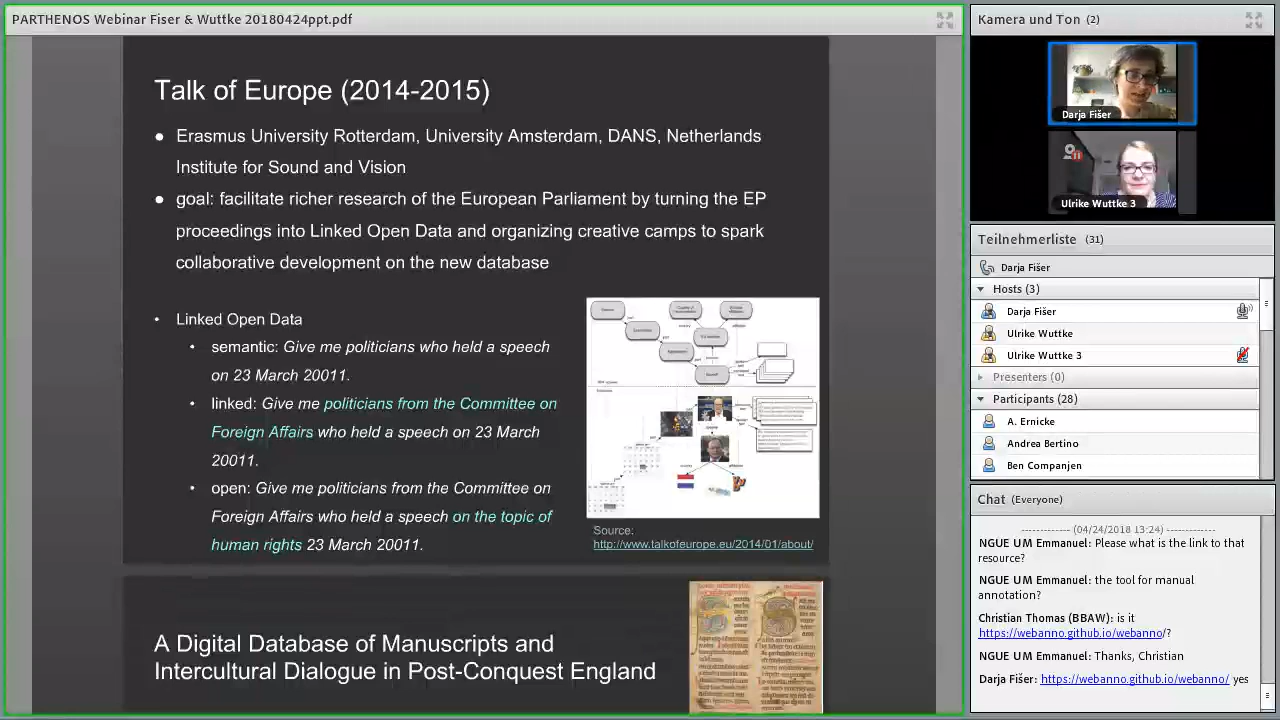 PARTHENOS Webinar Fiser & Wuttke 20180424ppt.pdf
Talk of Europe (2014-2015)
● Erasmus University Rotterdam, University Amsterdam, DANS, Netherlands
Institute for Sound and Vision
● goal: facilitate richer research of the European Parliament by turning the EP
proceedings into Linked Open Data and organizing creative camps to spark
collaborative development on the new database
• Linked Open Data
• semantic: Give me politicians who held a speech
on 23 March 20011.
• linked: Give me politicians from the Committee on
Foreign Affairs who held a speech on 23 March
20011.
• open: Give me politicians from the Committee on
Foreign Affairs who held a speech on the topic of
human rights 23 March 20011.
Source:
http://www.talkofeurope.eu/2014/01/about/
A Digital Database of Manuscripts and
Intercultural Dialogue in Post-Conquest England
Kamera und Ton (2)
Darja Fišer
Ulrike Wuttke 3
Teilnehmerliste (31)
Darja Fišer
Hosts (3)
Darja Fišer
Ulrike Wuttke
Ulrike Wuttke 3
Presenters (0)
Participants (28)
A. Ernicke
Andrea Bertino
Ben Companjen
Chat (Everyone)
------------ (04/24/2018 13:24) ------------
NGUE UM Emmanuel: Please what is the link to that
resource?
NGUE UM Emmanuel: the tool for manual
annotation?
Christian Thomas (BBAW): is it
https://webanno.github.io/webanno/?
NGUE UM Emmanuel: Thank you
Darja Fišer: https://webanno.github.io/webanno/ yes